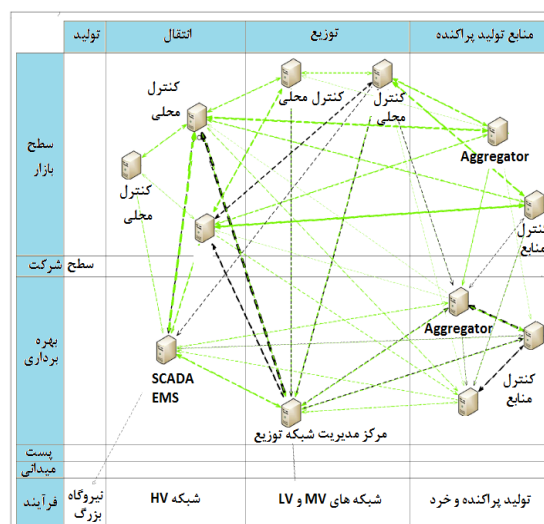 منابع تولید پراکنده
توزیع
انتقال
تولید
سطح
بازار
کنترل
محلی
کنترل محلی
کنترل
محلی
Aggregator
کنترل
محلی
کنترل
منابع
شرکت
سطح
بهره
برداری
Aggregator
SCADA
EMS
کنترل
منابع
مرکز مدیریت شبکه توزیع
پست
میدانی
فرآیند
نیروگاه
بزرگ
شبکه HV
شبکه های MV و LV
تولید پراکنده و خرد